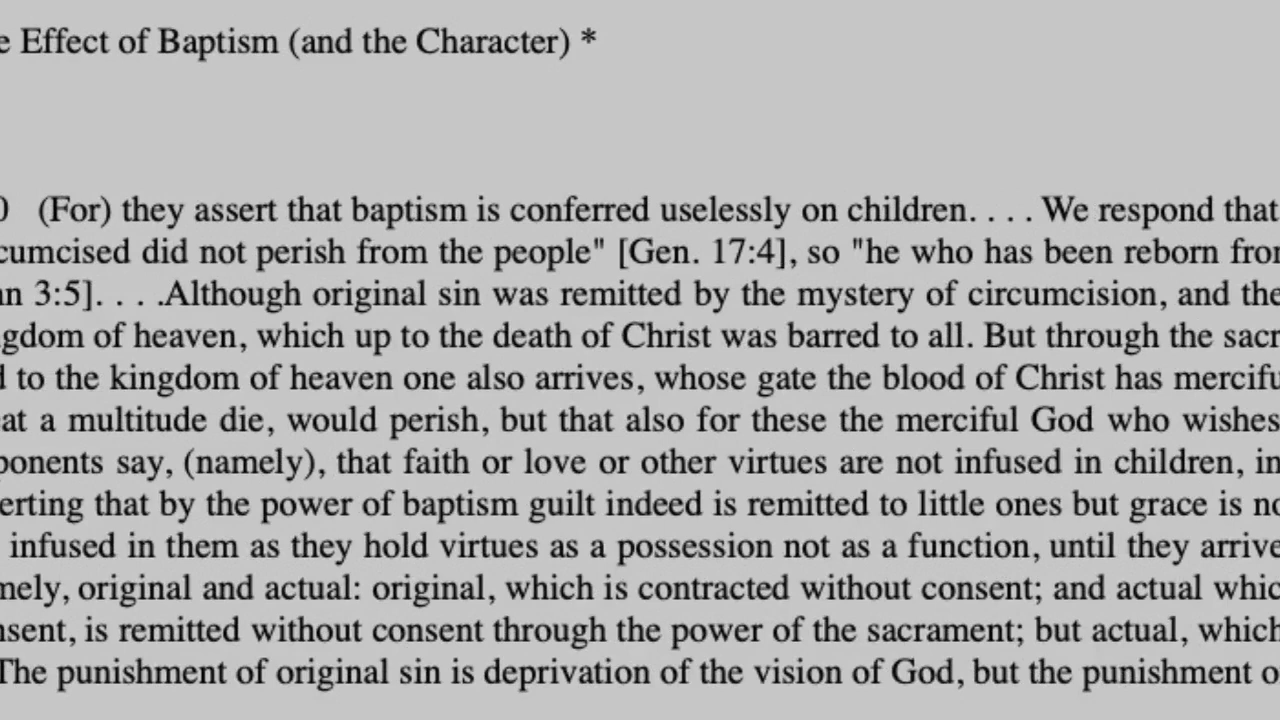 e Effect of Baptism (and the Character) *
0 (For) they assert that baptism is conferred uselessly on children. . . . We respond that
cumcised did not perish from the people" [Gen. 17:4], so "he who has been reborn fror
an 3:5]. . . .Although original sin was remitted by the mystery of circumcision, and the
gdom of heaven, which up to the death of Christ was barred to all. But through the sacr
d to the kingdom of heaven one also arrives, whose gate the blood of Christ has mercifu
eat a multitude die, would perish, but that also for these the merciful God who wishes
ponents say, (namely), that faith or love or other virtues are not infused in children, in
erting that by the power of baptism guilt indeed is remitted to little ones but grace is no
infused in them as they hold virtues as a possession not as a function, until they arrive
mely, original and actual: original, which is contracted without consent; and actual whic
nsent, is remitted without consent through the power of the sacrament; but actual, which
The punishment of original sin is deprivation of the vision of God, but the punishment o